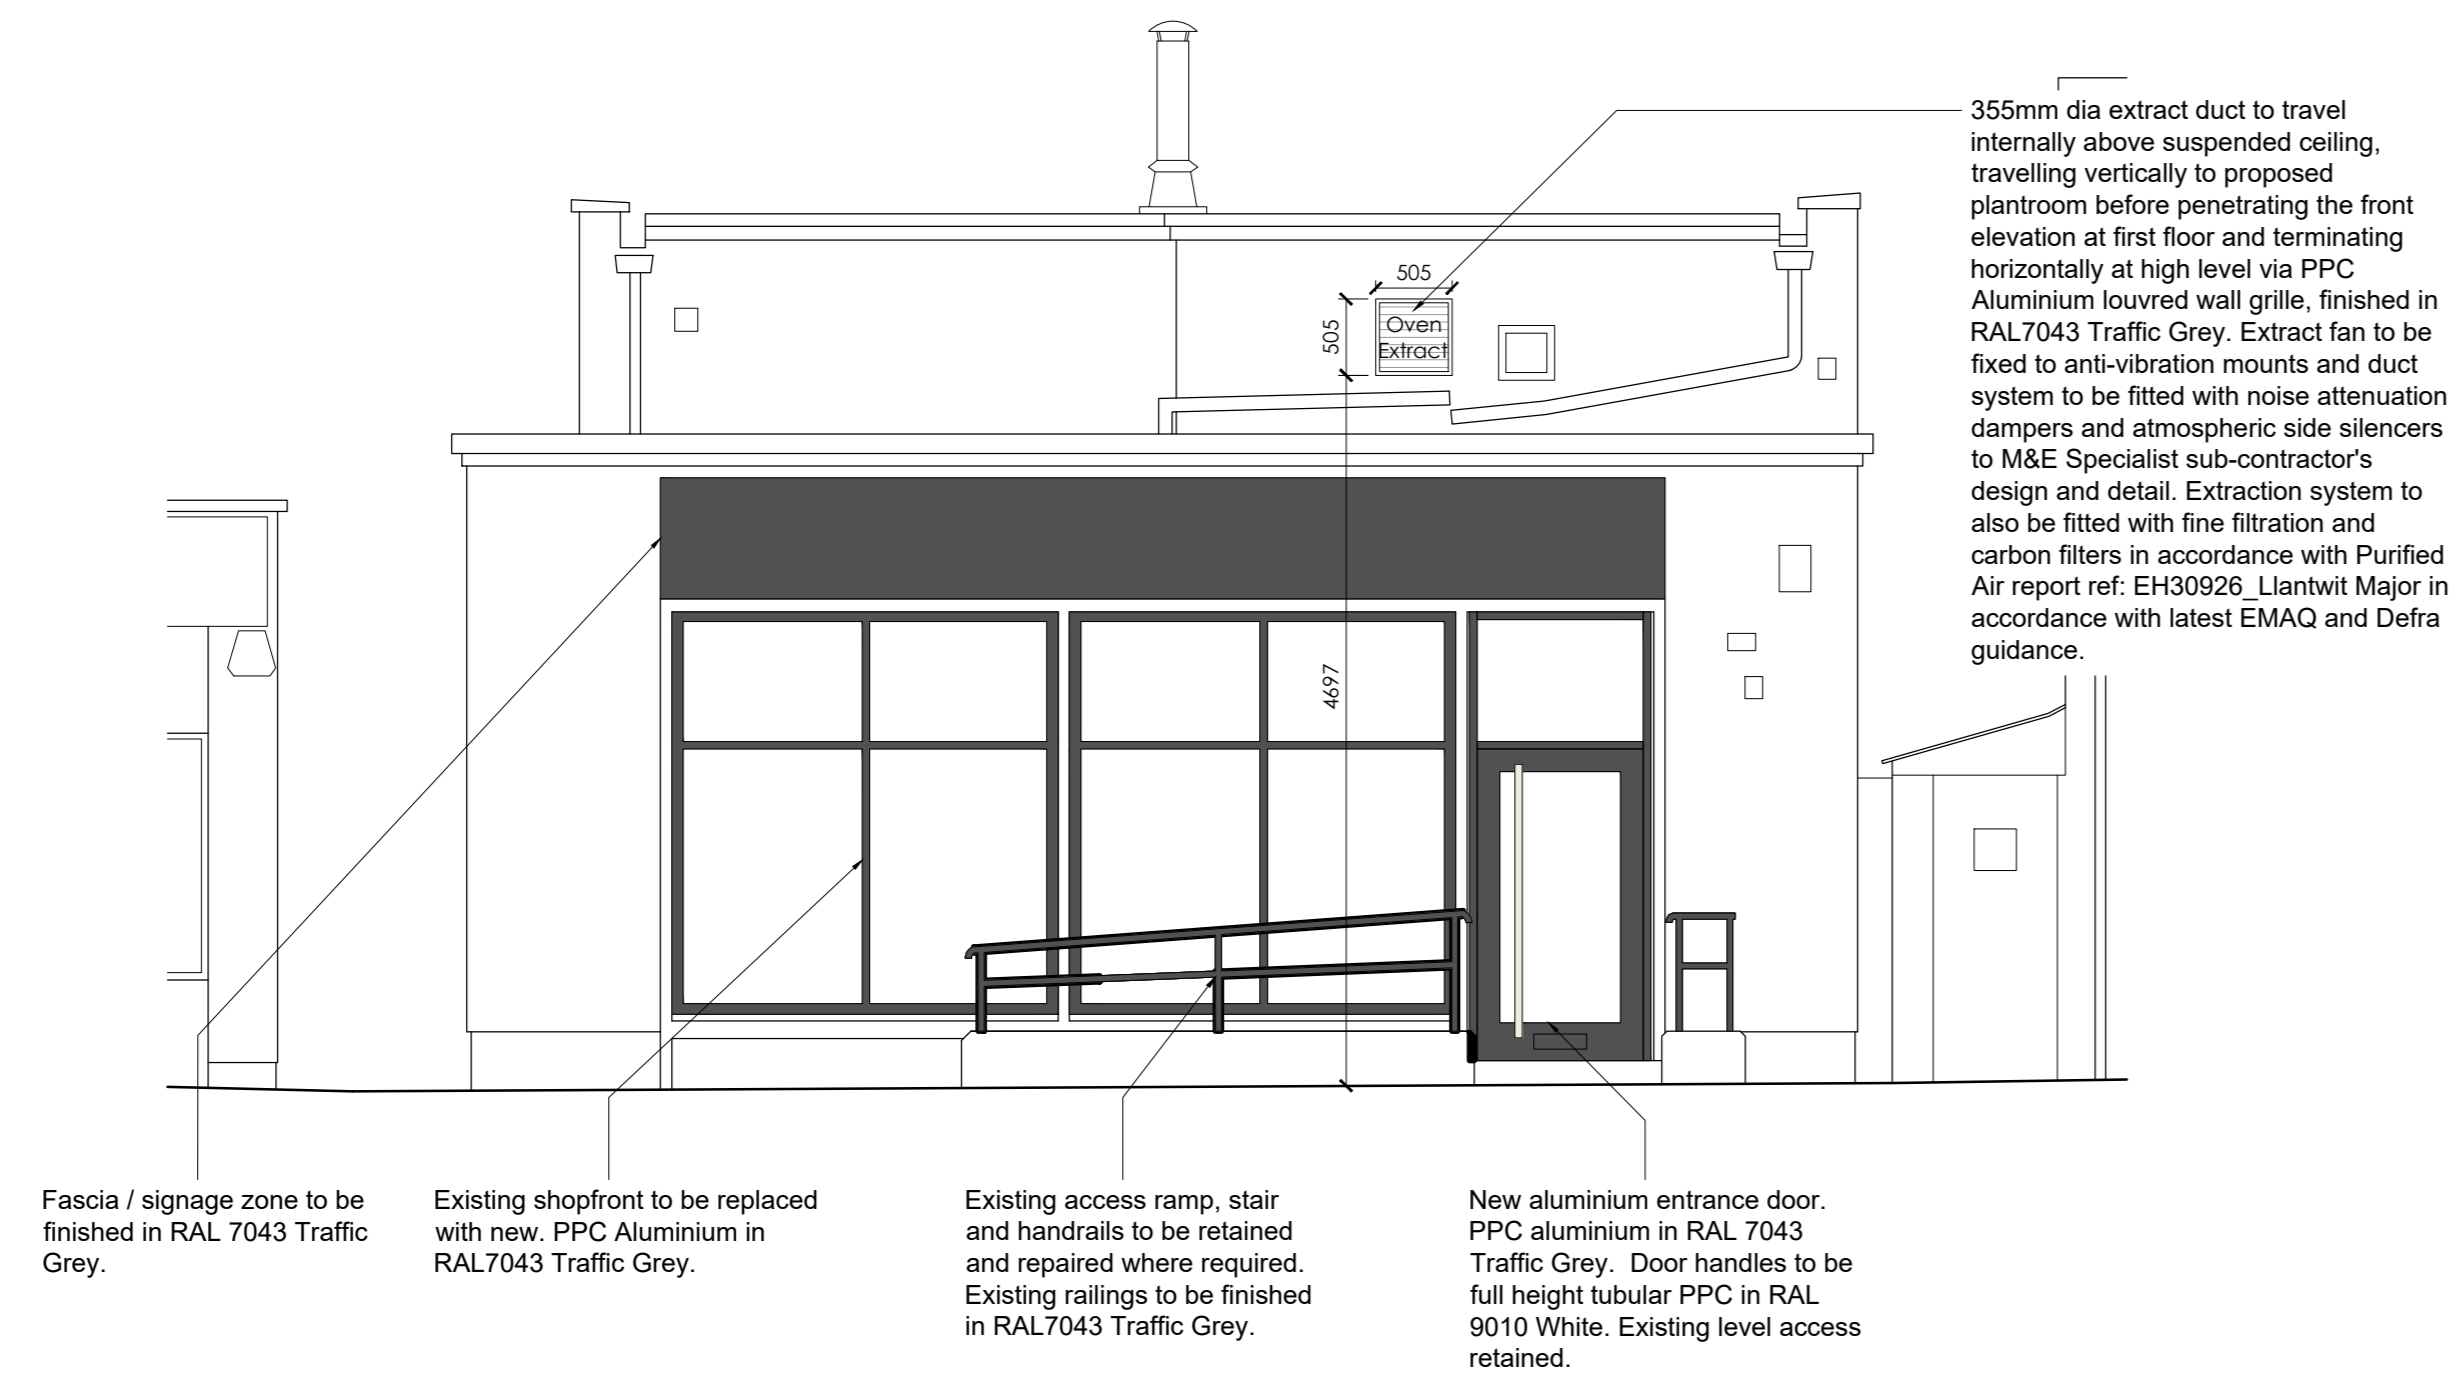 355mm dia extract duct to travel
internally above suspended ceiling,
travelling vertically to proposed
plantroom before penetrating the front
elevation at first floor and terminating
horizontally at high level via PPC
Aluminium louvred wall grille, finished in
RAL7043 Traffic Grey. Extract fan to be
fixed to anti-vibration mounts and duct
system to be fitted with noise attenuation
dampers and atmospheric side silencers
to M&E Specialist sub-contractor's
design and detail. Extraction system to
also be fitted with fine filtration and
carbon filters in accordance with Purified
Air report ref: EH30926_Llantwit Major in
accordance with latest EMAQ and Defra
guidance.
505
505
Oven
Extract
4697
Fascia / signage zone to be
finished in RAL 7043 Traffic
Grey.
Existing shopfront to be replaced
with new. PPC Aluminium in
RAL7043 Traffic Grey.
Existing access ramp, stair
and handrails to be retained
and repaired where required.
Existing railings to be finished
in RAL7043 Traffic Grey.
New aluminium entrance door.
PPC aluminium in RAL 7043
Traffic Grey.  Door handles to be
full height tubular PPC in RAL
9010 White. Existing level access
retained.